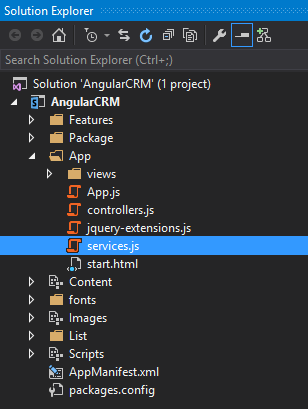 Solution Explorer
Search Solution Explorer (Ctrl+;)
Solution 'AngularCRM' (1 project)
AngularCRM
Features
Package
App
views
App.js
controllers.js
jquery-extensions.js
services.js
start.html
Content
fonts
Images
List
Scripts
AppManifest.xml
packages.config